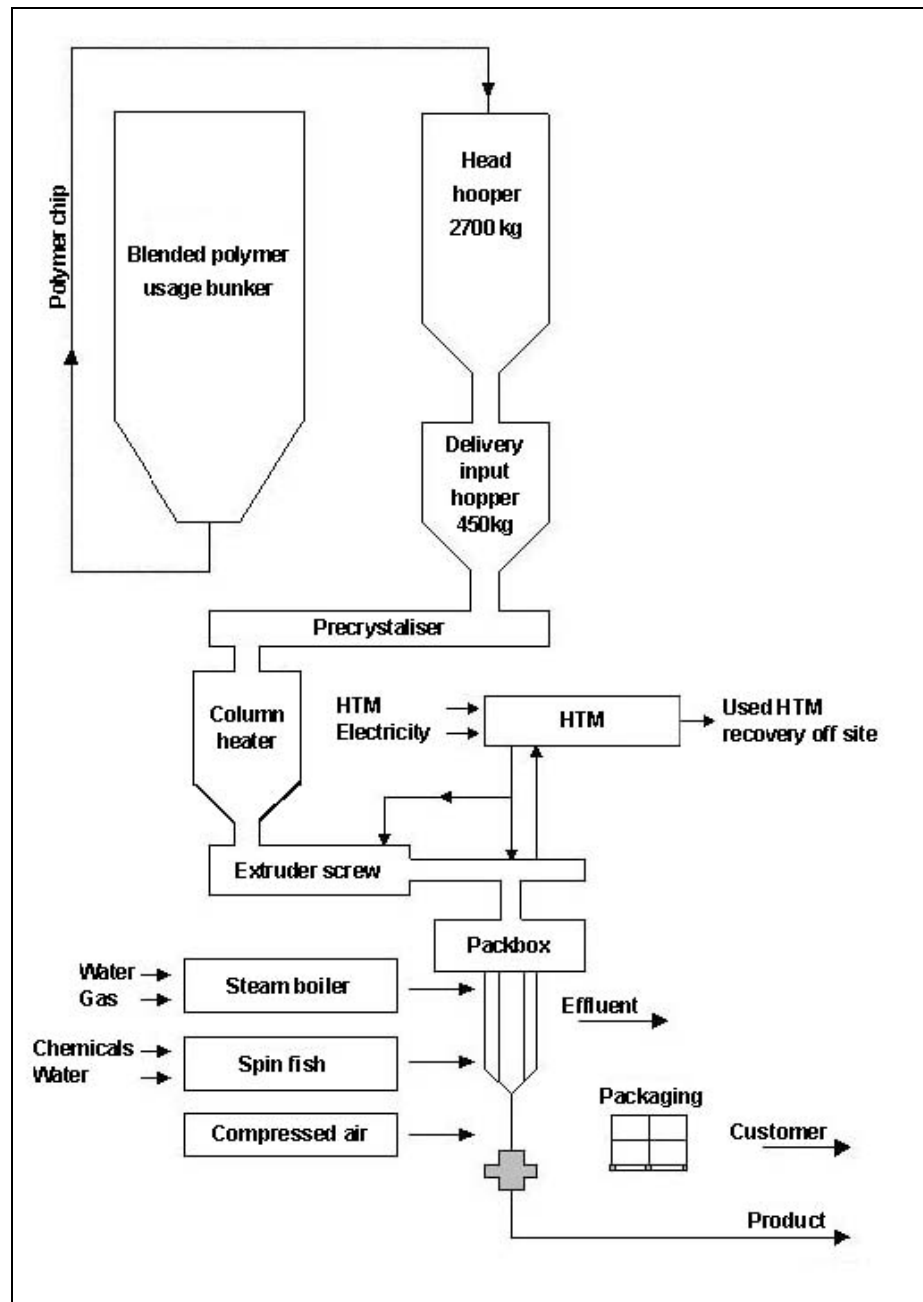 Polymer chip
Blended polymer
usage bunker
Head
hooper
2700 kg
Delivery
input
hopper
450kg
Precrystaliser
Column
heater
HTM
Electricity
HTM
Used HTM
recovery off site
Extruder screw
Packbox
Water
Gas
Steam boiler
Effluent
Chemicals
Water
Spin fish
Compressed air
Packaging
Customer
Product